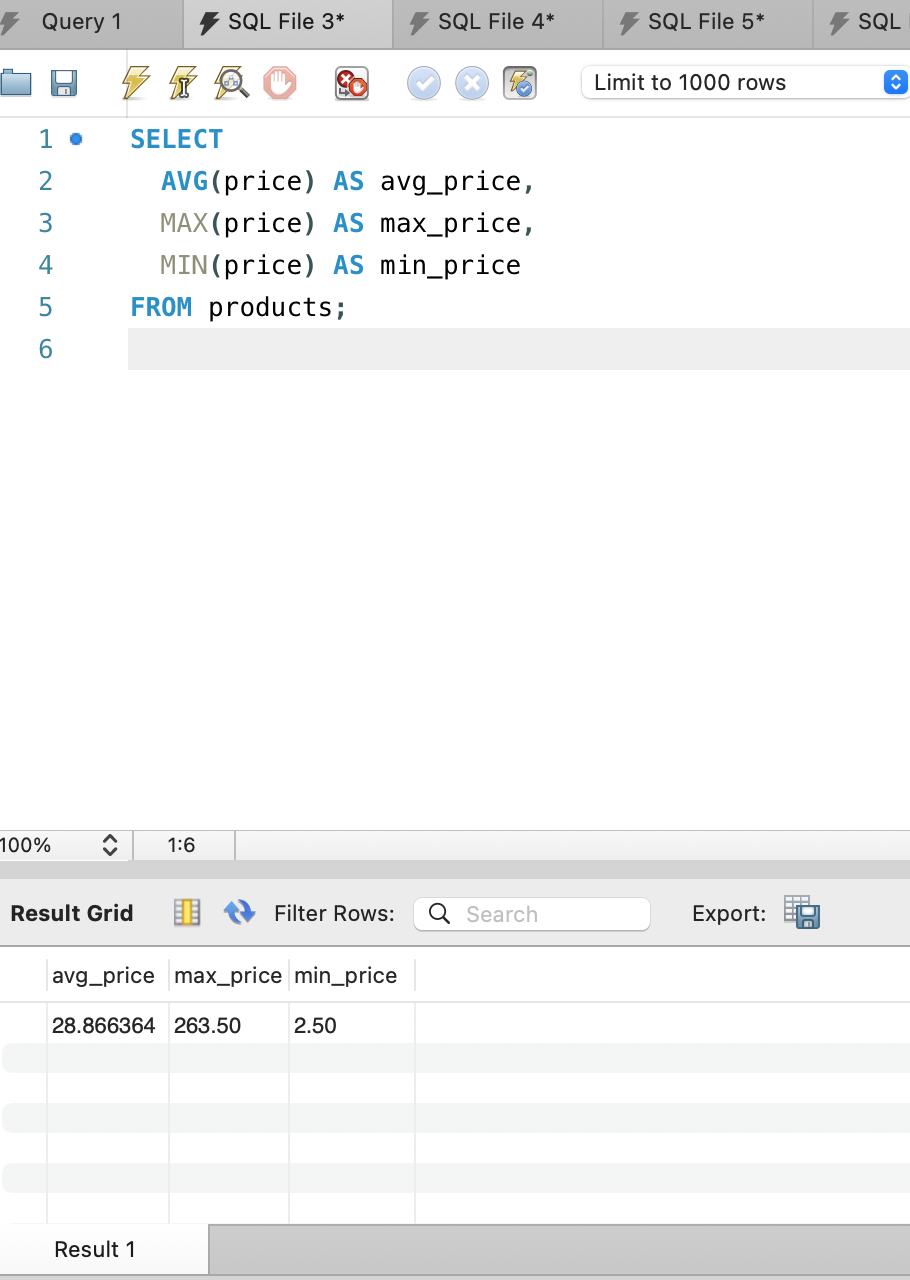 Query 1 SQL File 3* SQL File 4* SQL File 5* SQL
Limit to 1000 rows
1 SELECT
2 AVG(price) AS avg_price,
3 MAX(price) AS max_price,
4 MIN(price) AS min_price
5 FROM products;
6
100% 1:6
Result Grid Filter Rows: Search Export:
avg_price max_price min_price
28.866364 263.50 2.50
Result 1